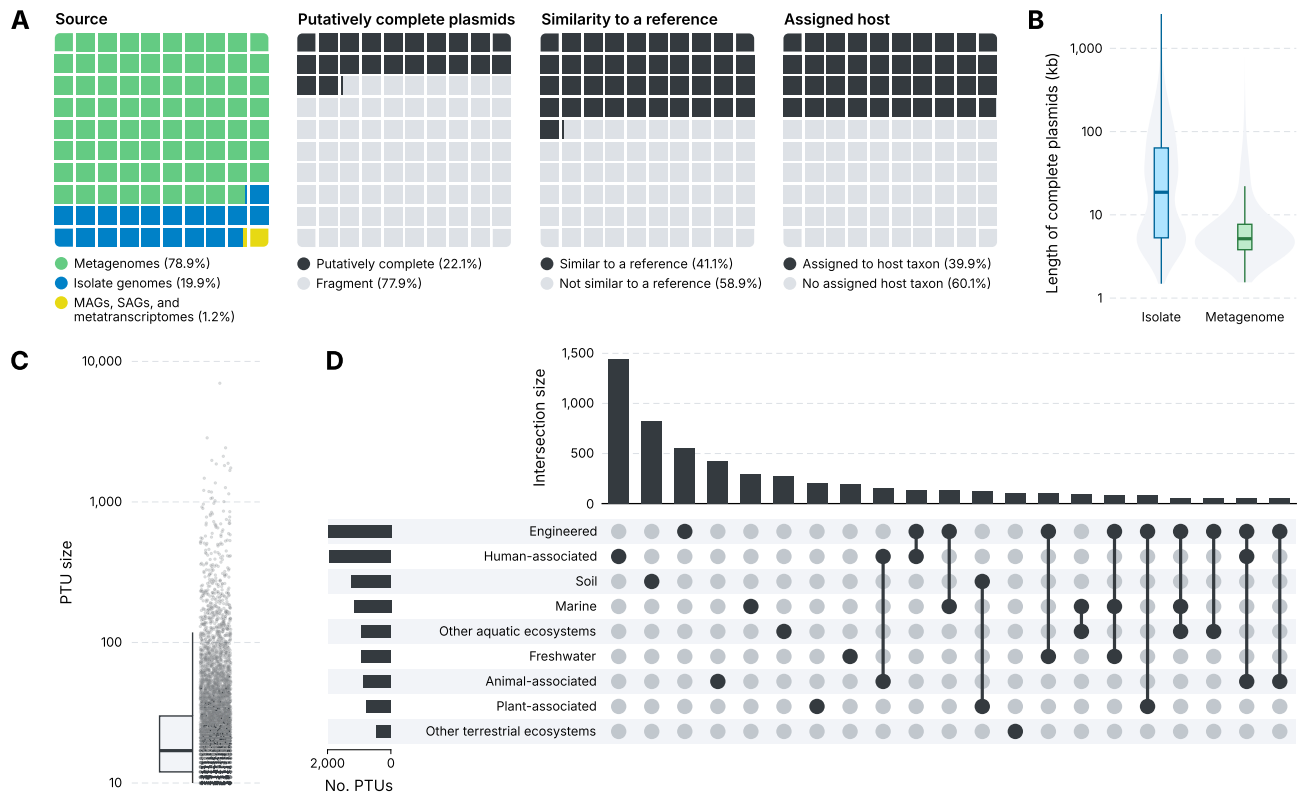 A
Source
Putatively complete plasmids
Similarity to a reference
Assigned host
Metagenomes (78.9%)
Isolate genomes (19.9%)
MAGs, SAGs, and
metatranscriptomes (1.2%)
Putatively complete (22.1%)
Fragment (77.9%)
Similar to a reference (41.1%)
Not similar to a reference (58.9%)
Assigned to host taxon (39.9%)
No assigned host taxon (60.1%)
B
Length of complete plasmids (kb)
1,000
100
10
1
Isolate
Metagenome
C
PTU size
10,000
1,000
100
10
D
Intersection size
1,500
1,000
500
0
Engineered
Human-associated
Soil
Marine
Other aquatic ecosystems
Freshwater
Animal-associated
Plant-associated
Other terrestrial ecosystems
2,000
0
No. PTUs